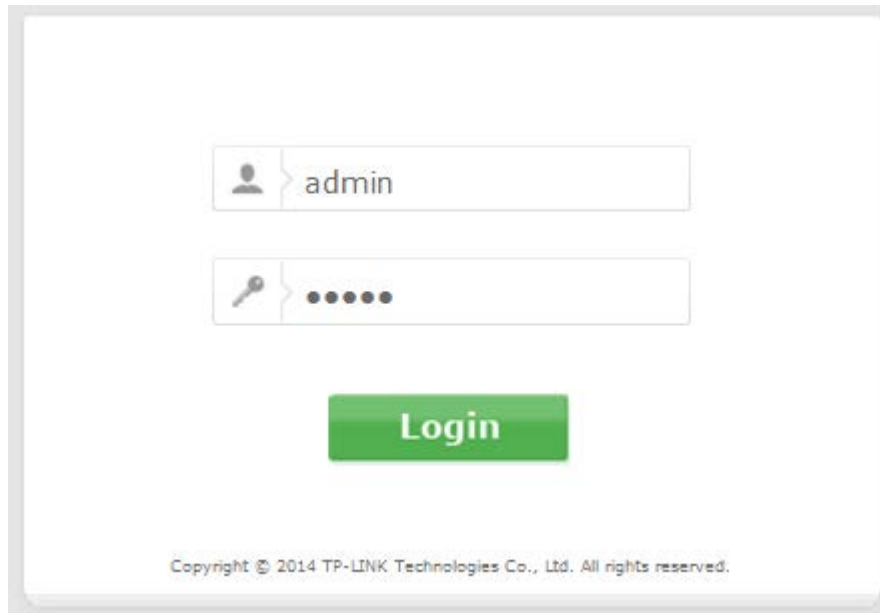 admin
●●●●●
Login
Copyright © 2014 TP-LINK Technologies Co., Ltd. All rights reserved.